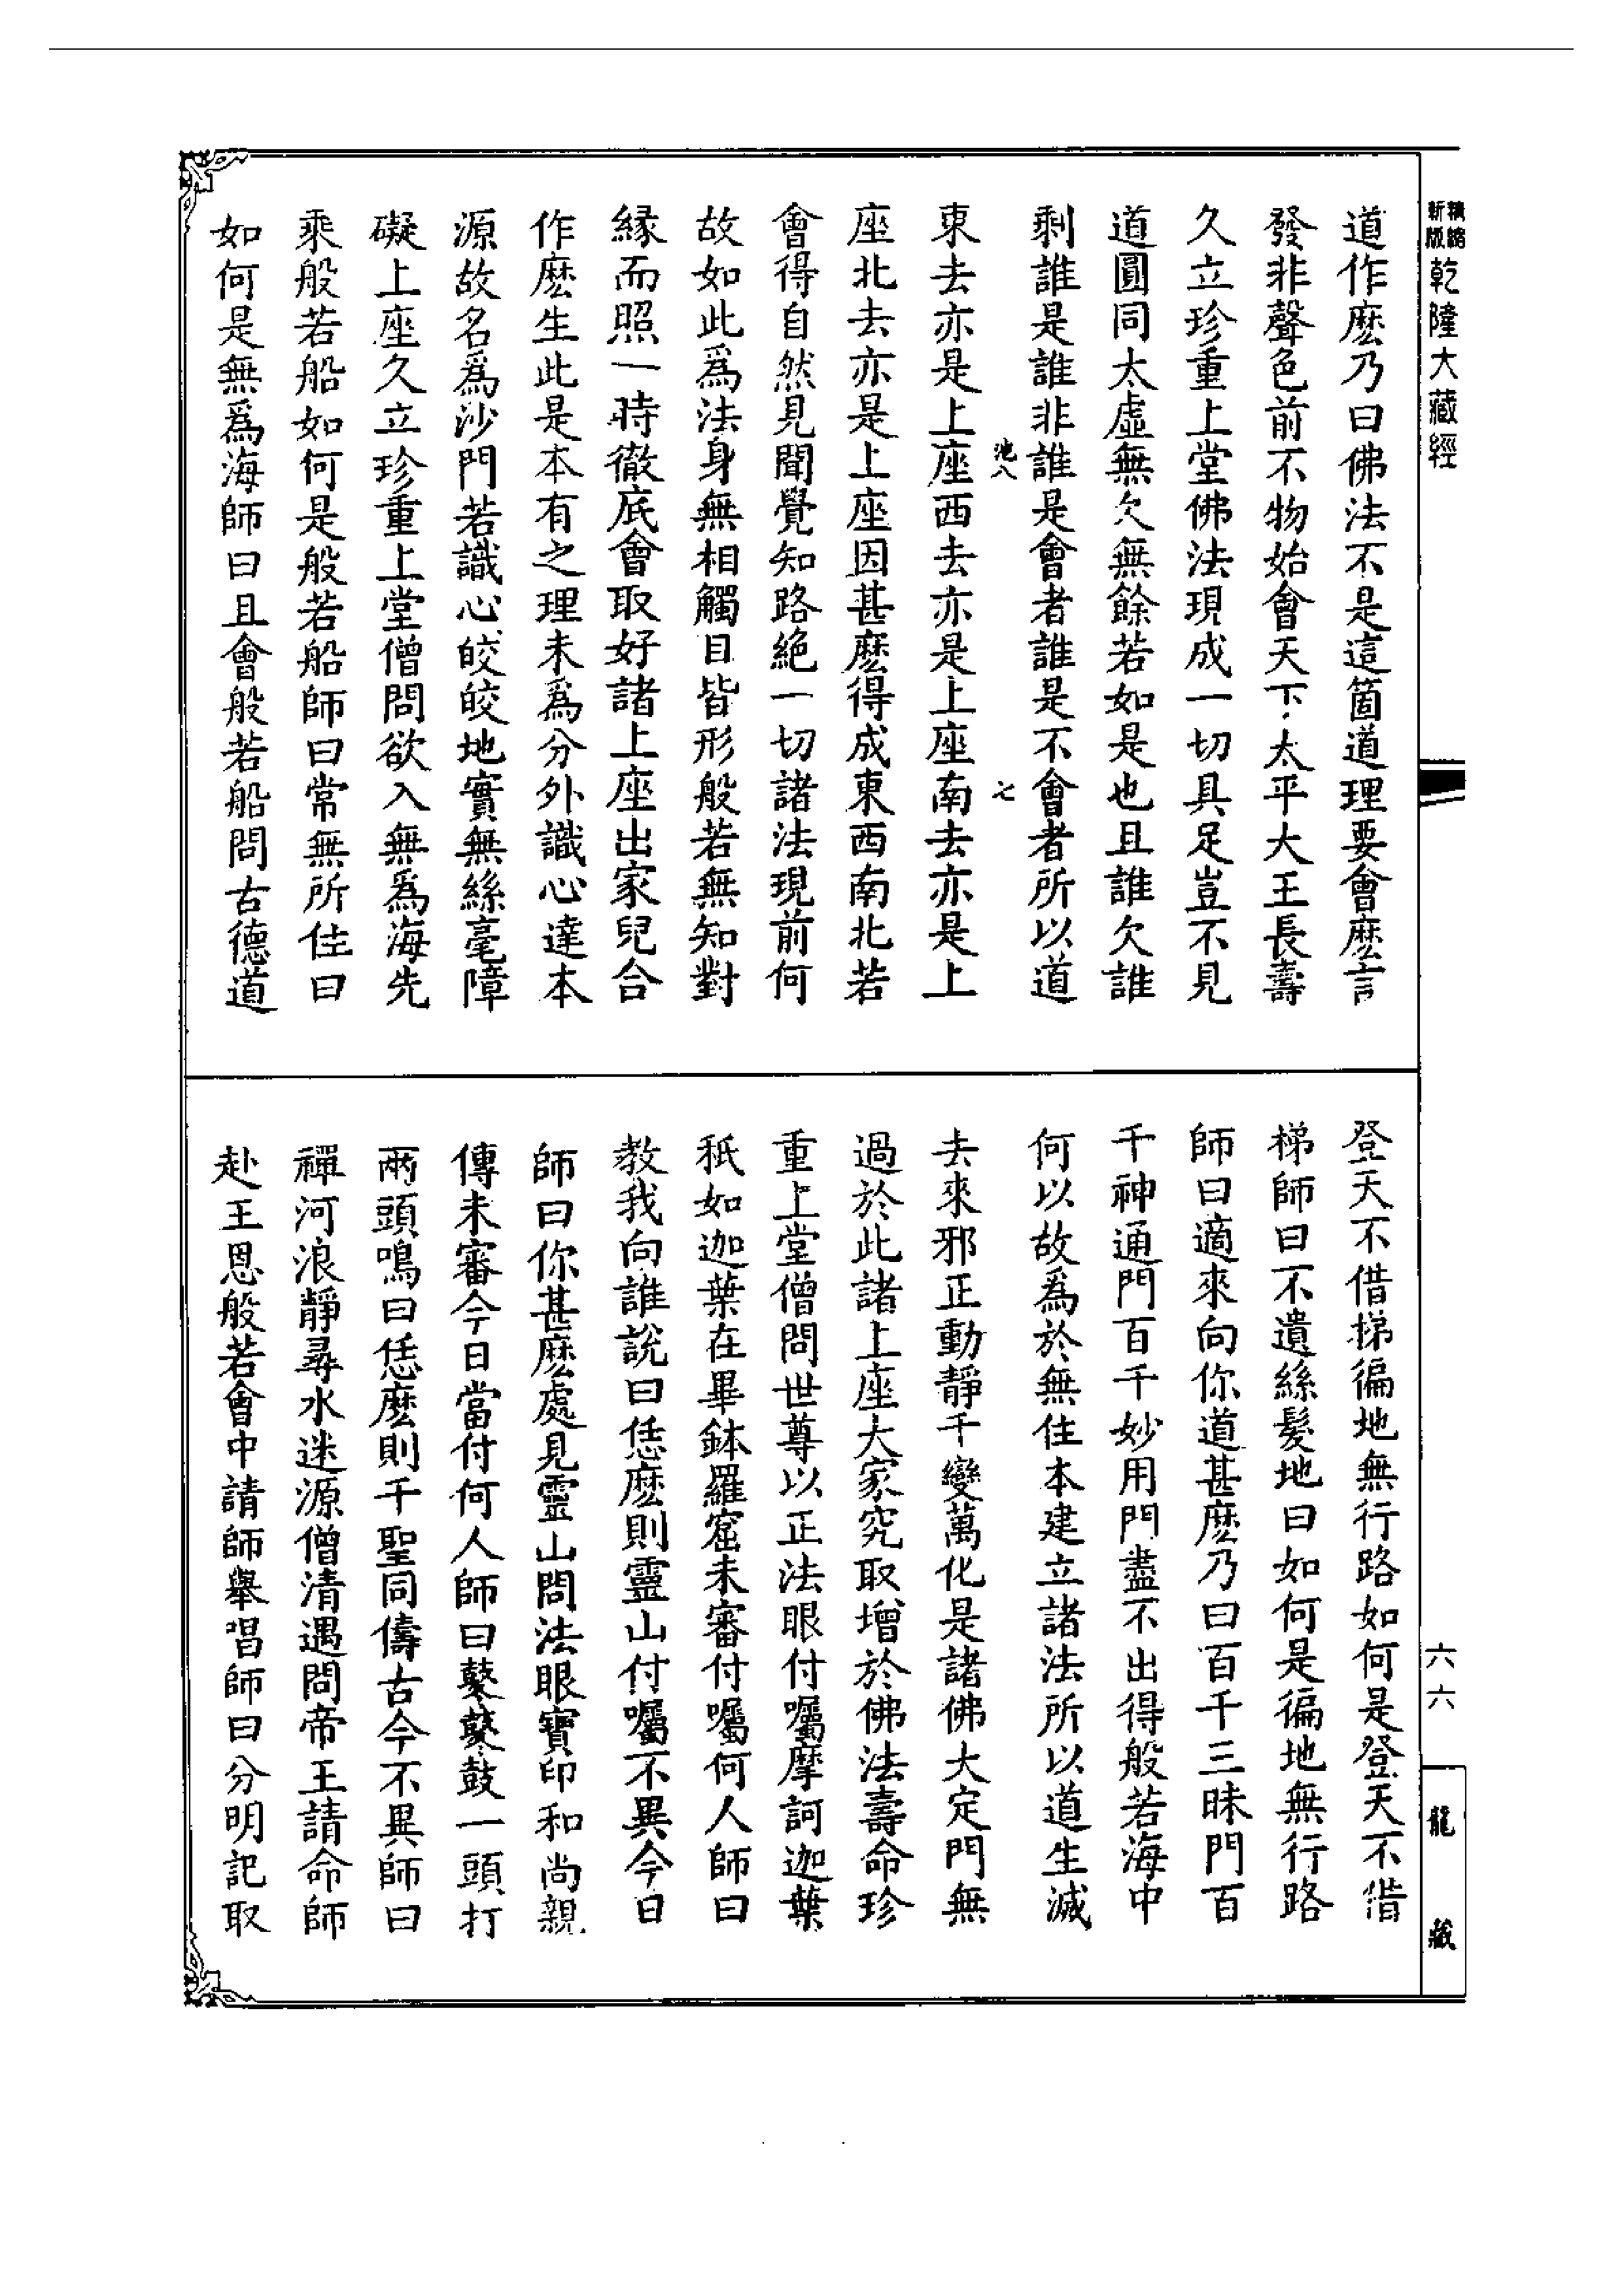 精縮新版乾隆大藏經
六六
龍藏
道作麽乃曰佛法不是這箇道理要會麽言
發非聲色前不物始會天下太平大王長壽
久立珍重上堂佛法現成一切具足豈不見
道圓同太虛無欠無餘若如是也且誰欠誰
剩誰是誰非誰是會者誰是不會者所以道
池八 七
東去亦是上座西去亦是上座南去亦是上
座北去亦是上座因甚麽得成東西南北若
會得自然見聞覺知路絕一切諸法現前何
故如此爲法身無相觸目皆形般若無知對
緣而照一時徹底會取好諸上座出家兒合
作麽生此是本有之理未爲分外識心達本
源故名爲沙門若識心皎皎地實無絲毫障
礙上座久立珍重上堂僧問欲入無爲海先
乘般若船如何是般若船師曰常無所住曰
如何是無爲海師曰且會般若船問古德道
登天不借梯徧地無行路如何是登天不借
梯師曰不遺絲髮地曰如何是徧地無行路
師曰適來向你道甚麽乃曰百千三昧門百
千神通門百千妙用門盡不出得般若海中
何以故爲於無住本建立諸法所以道生滅
去來邪正動靜千變萬化是諸佛大定門無
過於此諸上座大家究取增於佛法壽命珍
重上堂僧問世尊以正法眼付囑摩訶迦葉
秖如迦葉在畢鉢羅窟未審付囑何人師曰
教我向誰說曰恁麽則靈山付囑不異今日
師曰你甚麽處見靈山問法眼寶印和尚親
傳未審今日當付何人師曰鼕鼕鼓一頭打
兩頭鳴曰恁麽則千聖同儔古今不異師曰
禪河浪靜尋水迷源僧清遇問帝王請命師
赴王恩般若會中請師舉唱師曰分明記取